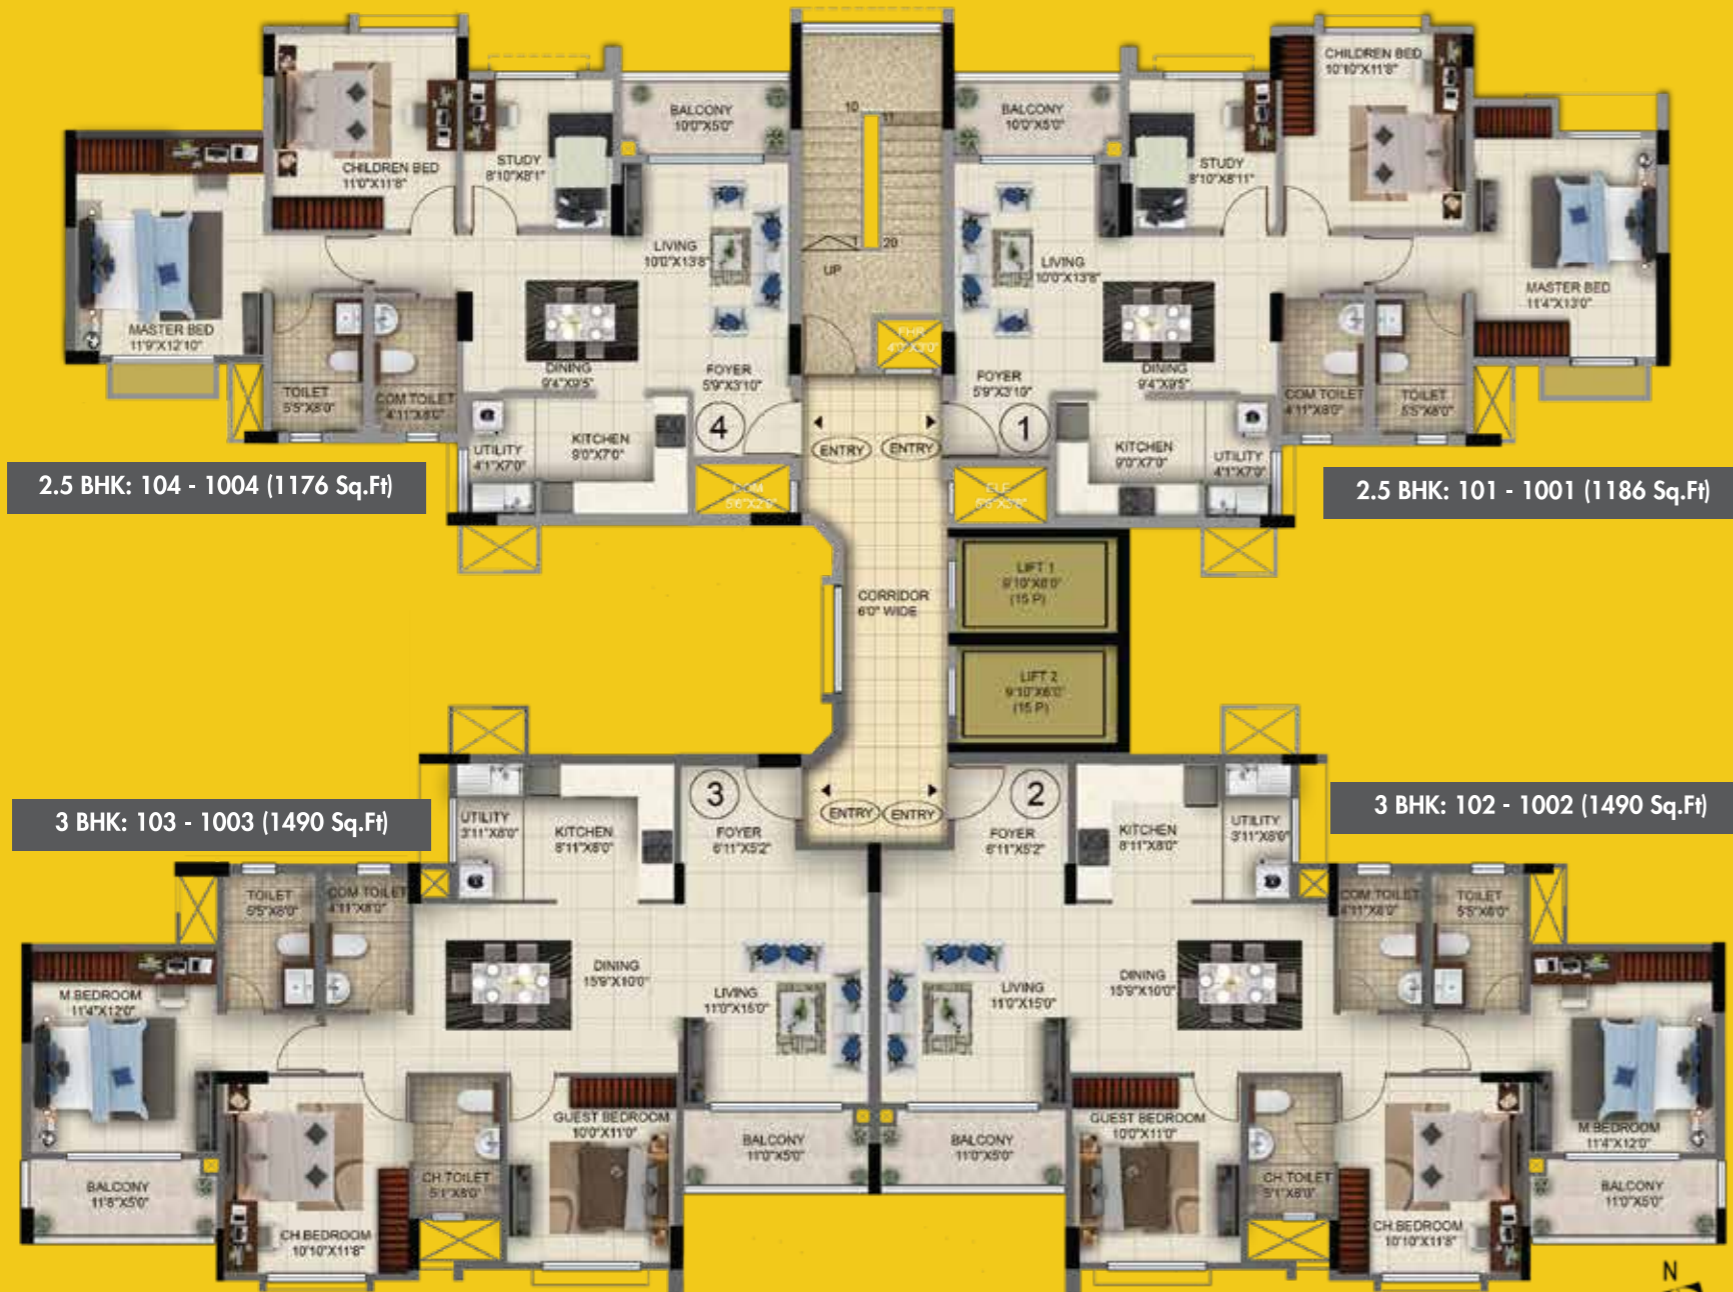 CHILDREN BED
11'0"X11'8"
STUDY
8'10"X8'1"
BALCONY
10'0"X5'0"
MASTER BED
11'9"X12'10"
LIVING
10'0"X13'8"
DINING
9'4"X9'5"
FOYER
5'9"X3'10"
TOILET
5'5"X8'0"
COM TOILET
4'11"X8'0"
UTILITY
4'1"X7'0"
KITCHEN
9'0"X7'0"
4
ENTRY
2.5 BHK: 104 - 1004 (1176 Sq.Ft)
10
11
1
20
UP
FHR
BALCONY
10'0"X5'0"
STUDY
8'10"X8'11"
CHILDREN BED
10'10"X11'8"
MASTER BED
11'4"X13'0"
LIVING
10'0"X13'8"
DINING
9'4"X9'5"
FOYER
5'9"X3'10"
COM TOILET
4'11"X8'0"
TOILET
5'5"X8'0"
KITCHEN
9'0"X7'0"
UTILITY
4'1"X7'0"
1
ENTRY
ELE
2.5 BHK: 101 - 1001 (1186 Sq.Ft)
CORRIDOR
6'0" WIDE
LIFT 1
(15 P)
LIFT 2
9'10"X6'0"
(15 P)
3 BHK: 103 - 1003 (1490 Sq.Ft)
3
ENTRY
FOYER
6'11"X5'2"
UTILITY
3'11"X8'0"
KITCHEN
8'11"X8'0"
TOILET
5'5"X8'0"
COM TOILET
4'11"X8'0"
DINING
15'9"X10'0"
LIVING
11'0"X15'0"
M.BEDROOM
11'4"X12'0"
BALCONY
11'6"X5'0"
CH.BEDROOM
10'10"X11'8"
CH.TOILET
5'1"X8'0"
GUEST BEDROOM
10'0"X11'0"
BALCONY
11'0"X5'0"
3 BHK: 102 - 1002 (1490 Sq.Ft)
2
ENTRY
FOYER
6'11"X5'2"
KITCHEN
8'11"X8'0"
UTILITY
3'11"X8'0"
COM TOILET
4'11"X8'0"
TOILET
5'5"X8'0"
LIVING
11'0"X15'0"
DINING
15'9"X10'0"
BALCONY
11'0"X5'0"
GUEST BEDROOM
10'0"X11'0"
CH.TOILET
5'1"X8'0"
CH.BEDROOM
10'10"X11'8"
M.BEDROOM
11'4"X12'0"
BALCONY
11'0"X5'0"
N